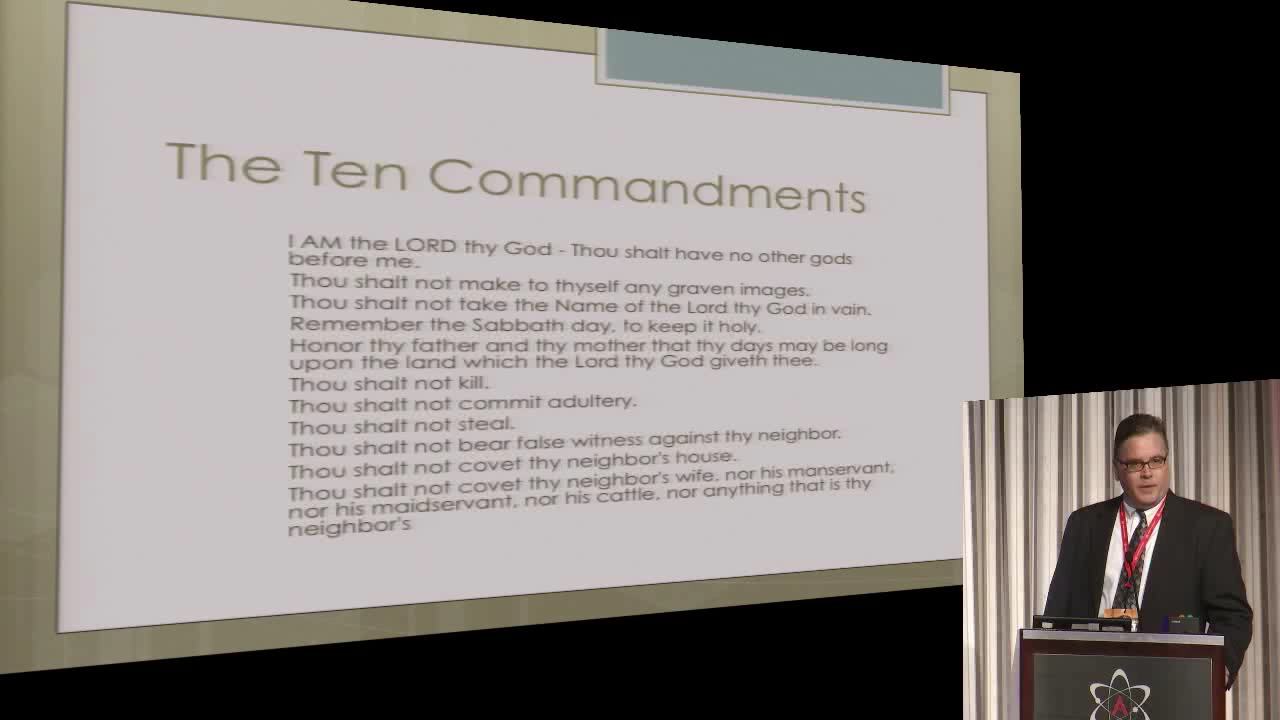 The Ten Commandments
I AM the LORD thy God - Thou shalt have no other gods
before me.
Thou shalt not make to thyself any graven images.
Thou shalt not take the Name of the Lord thy God in vain.
Remember the Sabbath day, to keep it holy.
Honor thy father and thy mother that thy days may be long
upon the land which the Lord thy God giveth thee.
Thou shalt not kill.
Thou shalt not commit adultery.
Thou shalt not steal.
Thou shalt not bear false witness against thy neighbor.
Thou shalt not covet thy neighbor's house.
Thou shalt not covet thy neighbor's wife, nor his manservant,
nor his maidservant, nor his cattle, nor anything that is thy
neighbor's
A